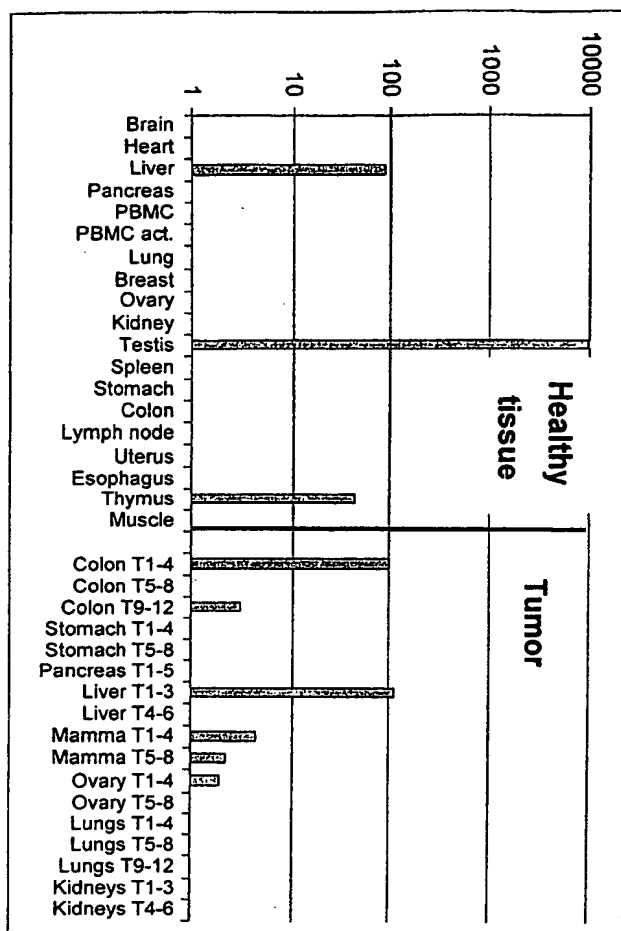 10000
1000
100
10
1
Brain
Heart
Liver
Pancreas
PBMC
PBMC act.
Lung
Breast
Ovary
Kidney
Testis
Spleen
Stomach
Colon
Lymph node
Uterus
Esophagus
Thymus
Muscle
Colon T1-4
Colon T5-8
Colon T9-12
Stomach T1-4
Stomach T5-8
Pancreas T1-5
Liver T1-3
Liver T4-6
Mamma T1-4
Mamma T5-8
Ovary T1-4
Ovary T5-8
Lungs T1-4
Lungs T5-8
Lungs T9-12
Kidneys T1-3
Kidneys T4-6
Healthy
tissue
Tumor